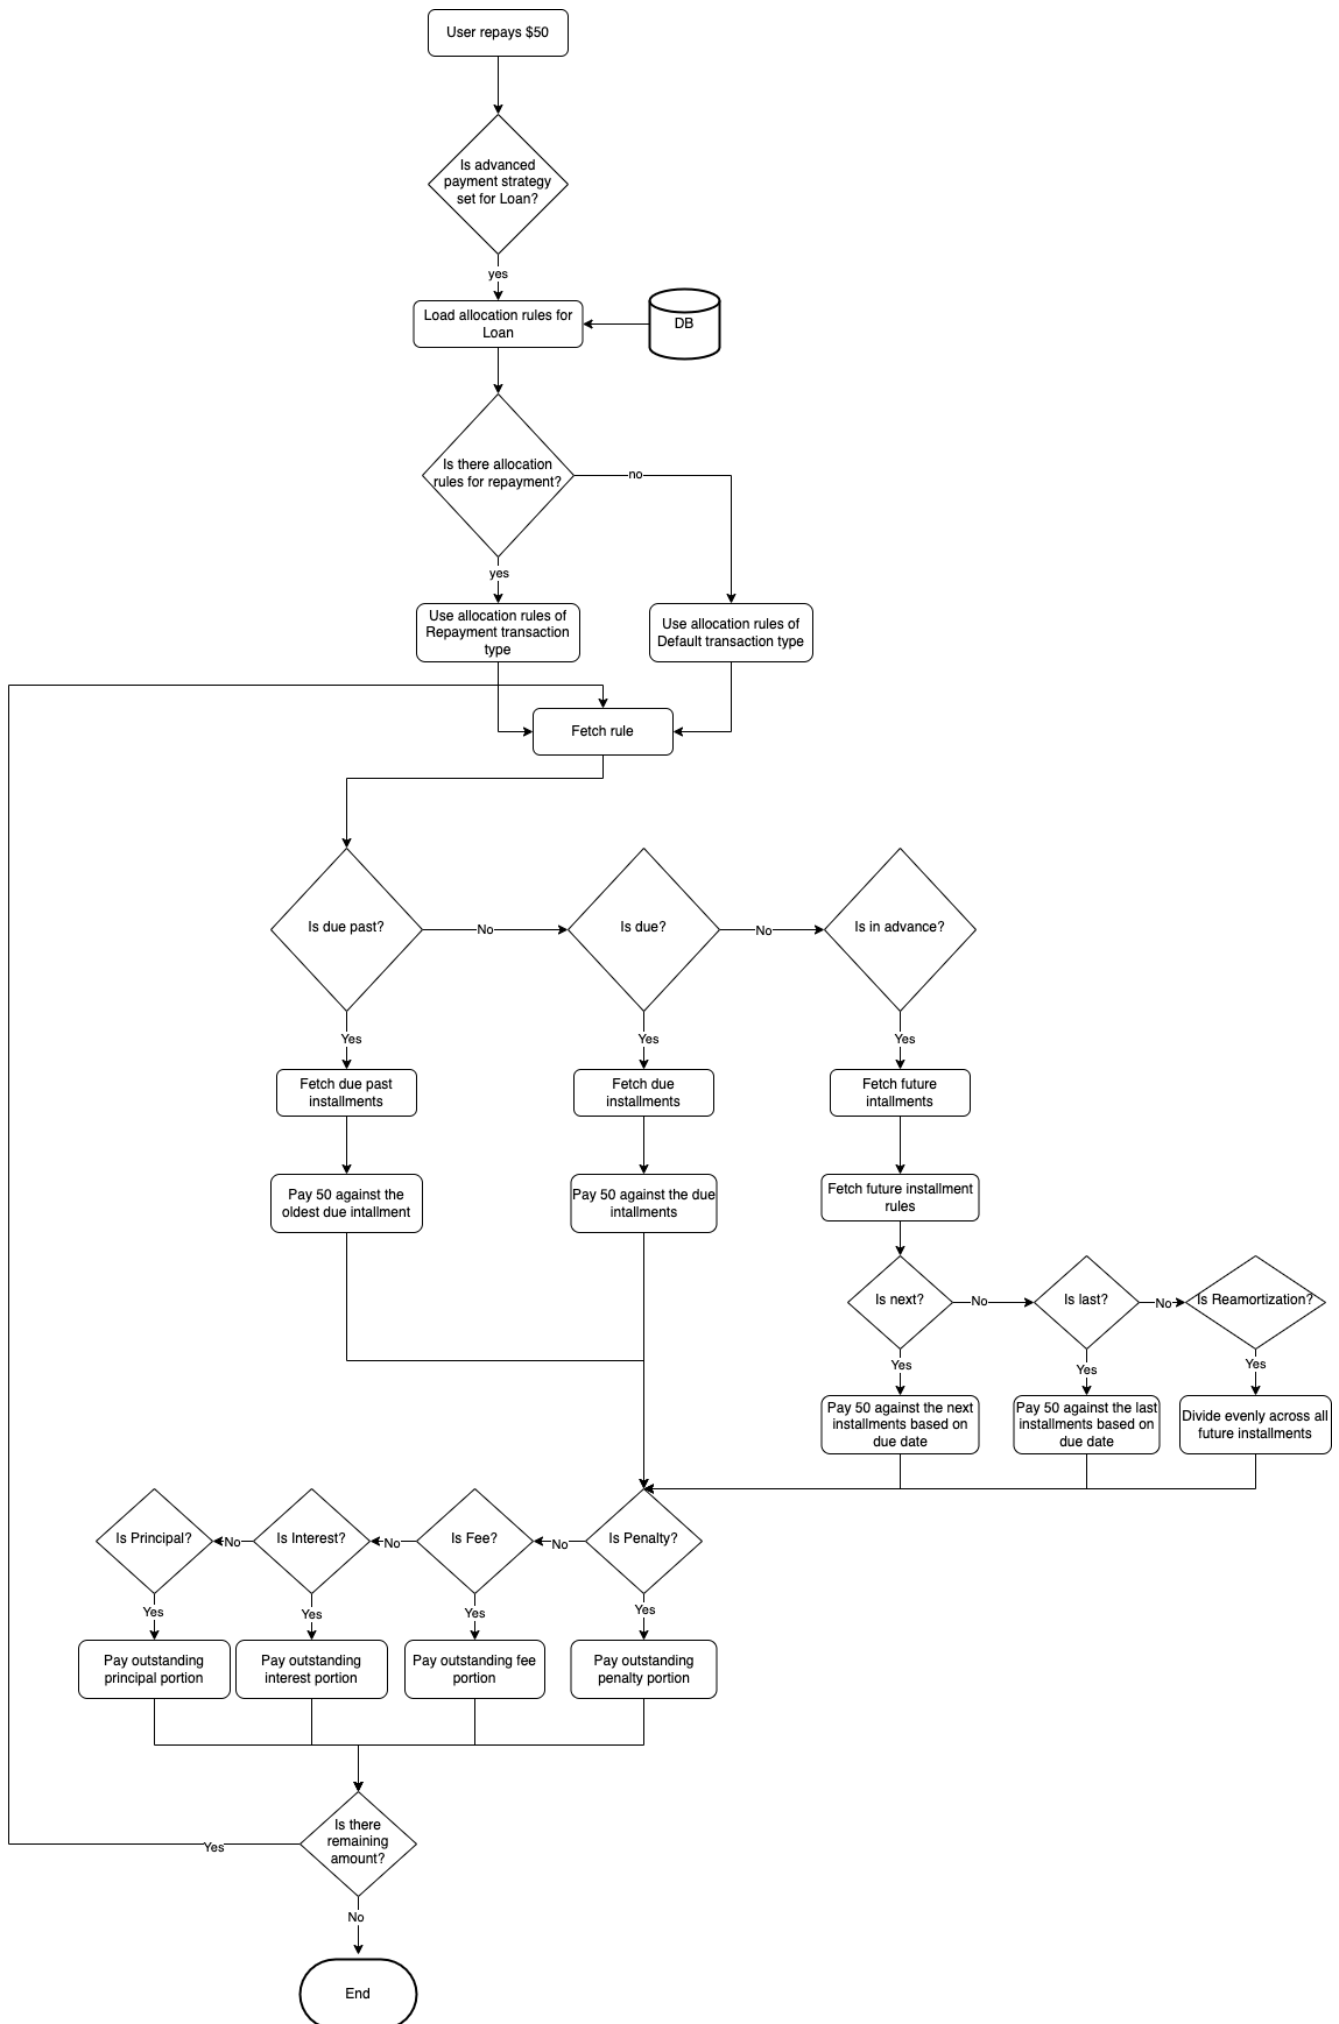 User repays $50
Is advanced
payment strategy
set for Loan?
yes
Load allocation rules for
Loan
DB
Is there allocation
rules for repayment?
no
yes
Use allocation rules of
Repayment transaction
type
Use allocation rules of
Default transaction type
Fetch rule
Is due past?
No
Is due?
No
Is in advance?
Yes
Yes
Yes
Fetch due past
installments
Fetch due
installments
Fetch future
intallments
Pay 50 against the
oldest due intallment
Pay 50 against the due
intallments
Fetch future installment
rules
Is next?
No
Is last?
No
Is Reamortization?
Yes
Yes
Yes
Pay 50 against the next
installments based on
due date
Pay 50 against the last
installments based on
due date
Divide evenly across all
future installments
Is Principal?
No
Is Interest?
No
Is Fee?
No
Is Penalty?
Yes
Yes
Yes
Yes
Pay outstanding
principal portion
Pay outstanding
interest portion
Pay outstanding fee
portion
Pay outstanding
penalty portion
Is there
remaining
amount?
Yes
No
End